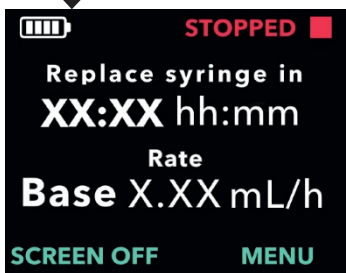 STOPPED
Replace syringe in
XX:XX hh:mm
Rate
Base X.XX mL/h
SCREEN OFF MENU